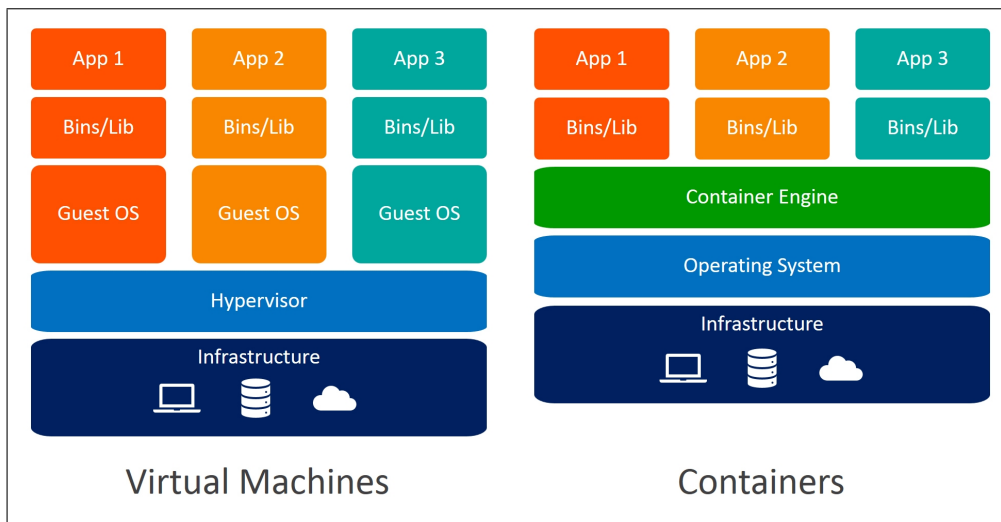 App 1
App 2
App 3
Bins/Lib
Bins/Lib
Bins/Lib
Guest OS
Guest OS
Guest OS
Hypervisor
Infrastructure
Virtual Machines
App 1
App 2
App 3
Bins/Lib
Bins/Lib
Bins/Lib
Container Engine
Operating System
Infrastructure
Containers